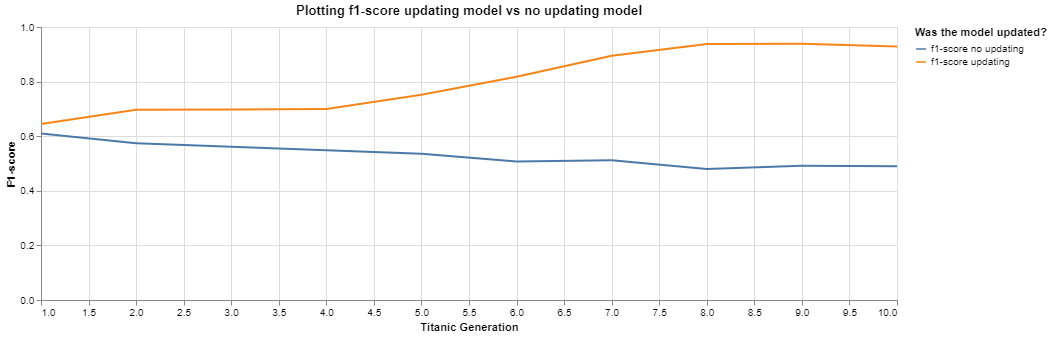 Plotting f1-score updating model vs no updating model
1.0
0.8
0.6
0.4
0.2
0.0
F1-score
1.0 1.5 2.0 2.5 3.0 3.5 4.0 4.5 5.0 5.5 6.0 6.5 7.0 7.5 8.0 8.5 9.0 9.5 10.0
Titanic Generation
Was the model updated?
f1-score no updating
f1-score updating